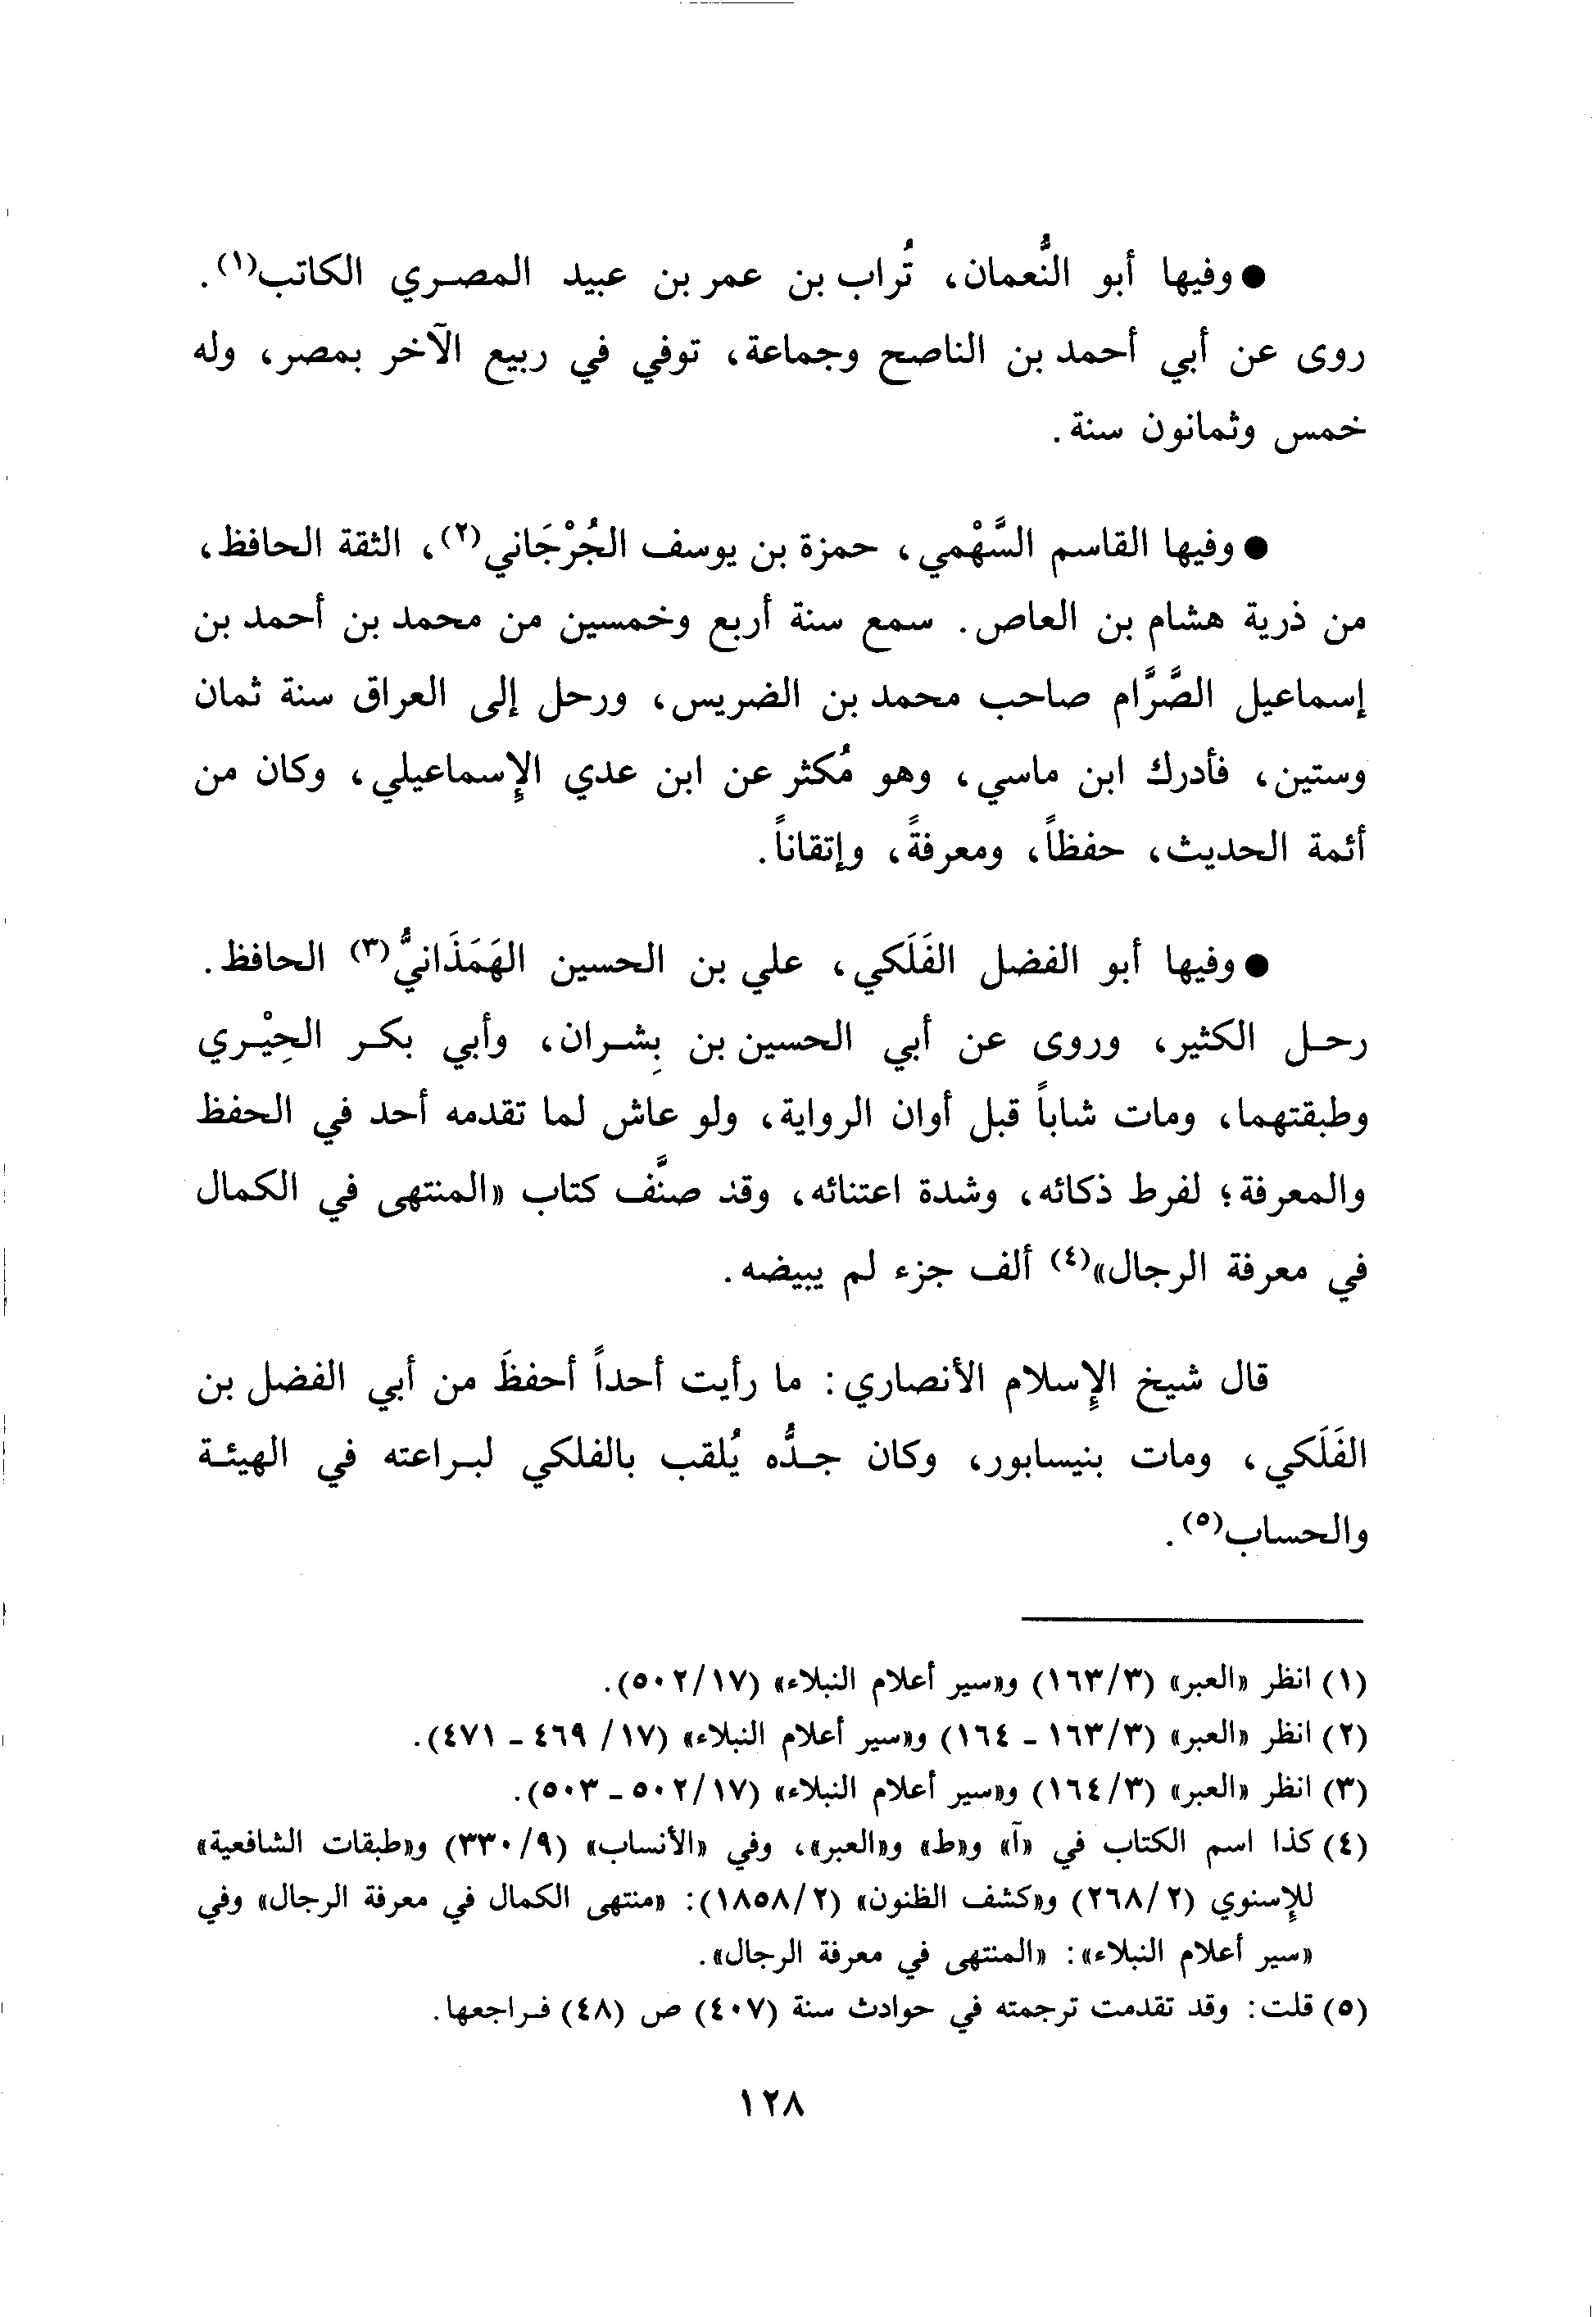 ● وفيها أبو النُّعمان، تُراب بن عمر بن عبيد المصري الكاتب(١).
روى عن أبي أحمد بن الناصح وجماعة، توفي في ربيع الآخر بمصر، وله
خمس وثمانون سنة.
● وفيها القاسم السَّهْمي، حمزة بن يوسف الجُرْجَاني(٢)، الثقة الحافظ،
من ذرية هشام بن العاص. سمع سنة أربع وخمسين من محمد بن أحمد بن
إسماعيل الصَّرَّام صاحب محمد بن الضريس، ورحل إلى العراق سنة ثمان
وستين، فأدرك ابن ماسي، وهو مُكثر عن ابن عدي الإسماعيلي، وكان من
أئمة الحديث، حفظاً، ومعرفةً، وإتقاناً.
● وفيها أبو الفضل الفَلَكي، علي بن الحسين الهَمَذَانيُّ(٣) الحافظ.
رحل الكثير، وروى عن أبي الحسين بن بِشران، وأبي بكر الحِيْري
وطبقتهما، ومات شاباً قبل أوان الرواية، ولو عاش لما تقدمه أحد في الحفظ
والمعرفة؛ لفرط ذكائه، وشدة اعتنائه، وقد صنَّف كتاب «المنتهى في الكمال
في معرفة الرجال»(٤) ألف جزء لم يبيضه.
قال شيخ الإسلام الأنصاري: ما رأيت أحداً أحفظَ من أبي الفضل بن
الفَلَكي، ومات بنيسابور، وكان جدُّه يُلقب بالفلكي لبراعته في الهيئة
والحساب(٥).
(١) انظر «العبر» (١٦٣/٣) و«سير أعلام النبلاء» (٥٠٢/١٧).
(٢) انظر «العبر» (١٦٣/٣ - ١٦٤) و«سير أعلام النبلاء» (١٧/ ٤٦٩ - ٤٧١).
(٣) انظر «العبر» (١٦٤/٣) و«سير أعلام النبلاء» (٥٠٢/١٧ - ٥٠٣).
(٤) كذا اسم الكتاب في «آ» و«ط» و«العبر»، وفي «الأنساب» (٣٣٠/٩) و«طبقات الشافعية»
للإسنوي (٢٦٨/٢) و«كشف الظنون» (١٨٥٨/٢): «منتهى الكمال في معرفة الرجال» وفي
«سير أعلام النبلاء»: «المنتهى في معرفة الرجال».
(٥) قلت: وقد تقدمت ترجمته في حوادث سنة (٤٠٧) ص (٤٨) فراجعها.
١٢٨